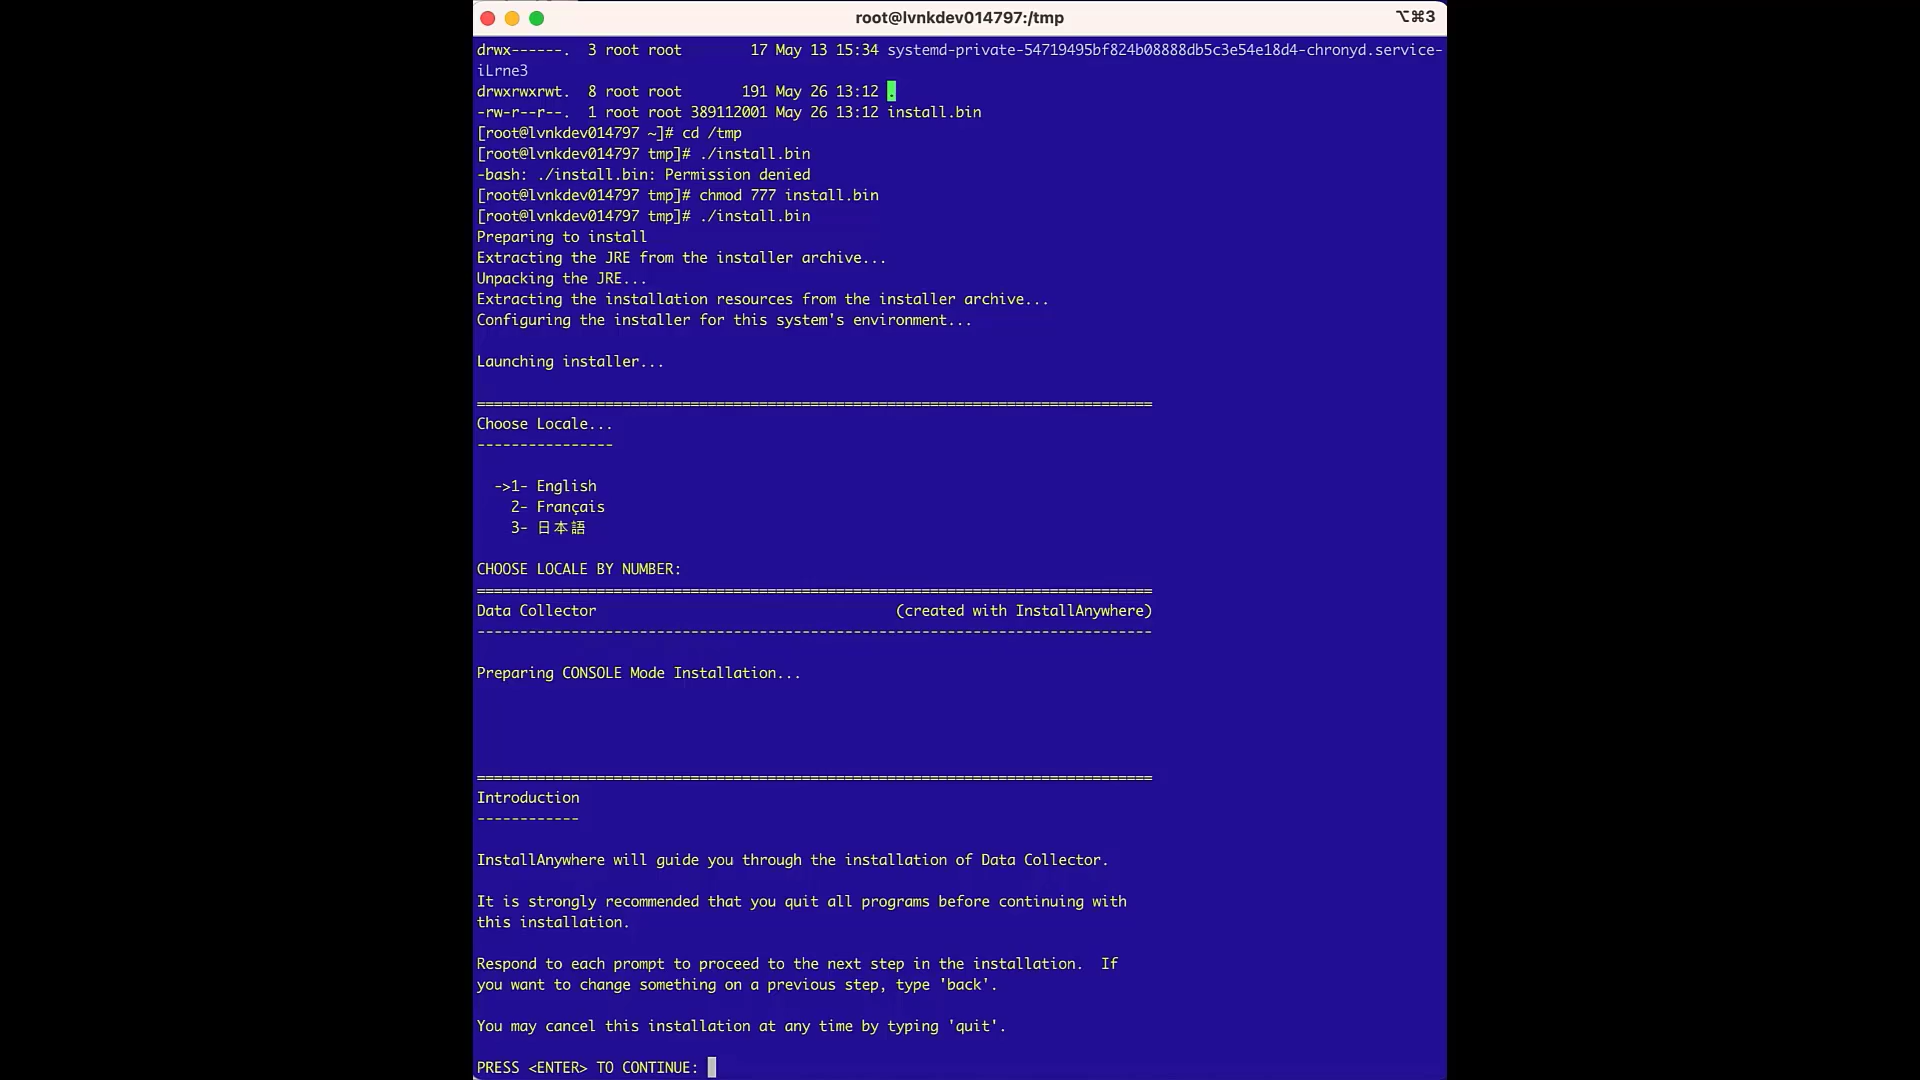 root@lvnkdev014797:/tmp
⌥⌘3
drwx------.  3 root root        17 May 13 15:34 systemd-private-54719495bf824b08888db5c3e54e18d4-chronyd.service-
iLrne3
drwxrwxrwt.  8 root root       191 May 26 13:12 .
-rw-r--r--.  1 root root 389112001 May 26 13:12 install.bin
[root@lvnkdev014797 ~]# cd /tmp
[root@lvnkdev014797 tmp]# ./install.bin
-bash: ./install.bin: Permission denied
[root@lvnkdev014797 tmp]# chmod 777 install.bin
[root@lvnkdev014797 tmp]# ./install.bin
Preparing to install
Extracting the JRE from the installer archive...
Unpacking the JRE...
Extracting the installation resources from the installer archive...
Configuring the installer for this system's environment...
Launching installer...
===============================================================================
Choose Locale...
----------------
->1- English
2- Français
3- 日本語
CHOOSE LOCALE BY NUMBER:
===============================================================================
Data Collector                                   (created with InstallAnywhere)
-------------------------------------------------------------------------------
Preparing CONSOLE Mode Installation...
===============================================================================
Introduction
------------
InstallAnywhere will guide you through the installation of Data Collector.
It is strongly recommended that you quit all programs before continuing with
this installation.
Respond to each prompt to proceed to the next step in the installation.  If
you want to change something on a previous step, type 'back'.
You may cancel this installation at any time by typing 'quit'.
PRESS <ENTER> TO CONTINUE: